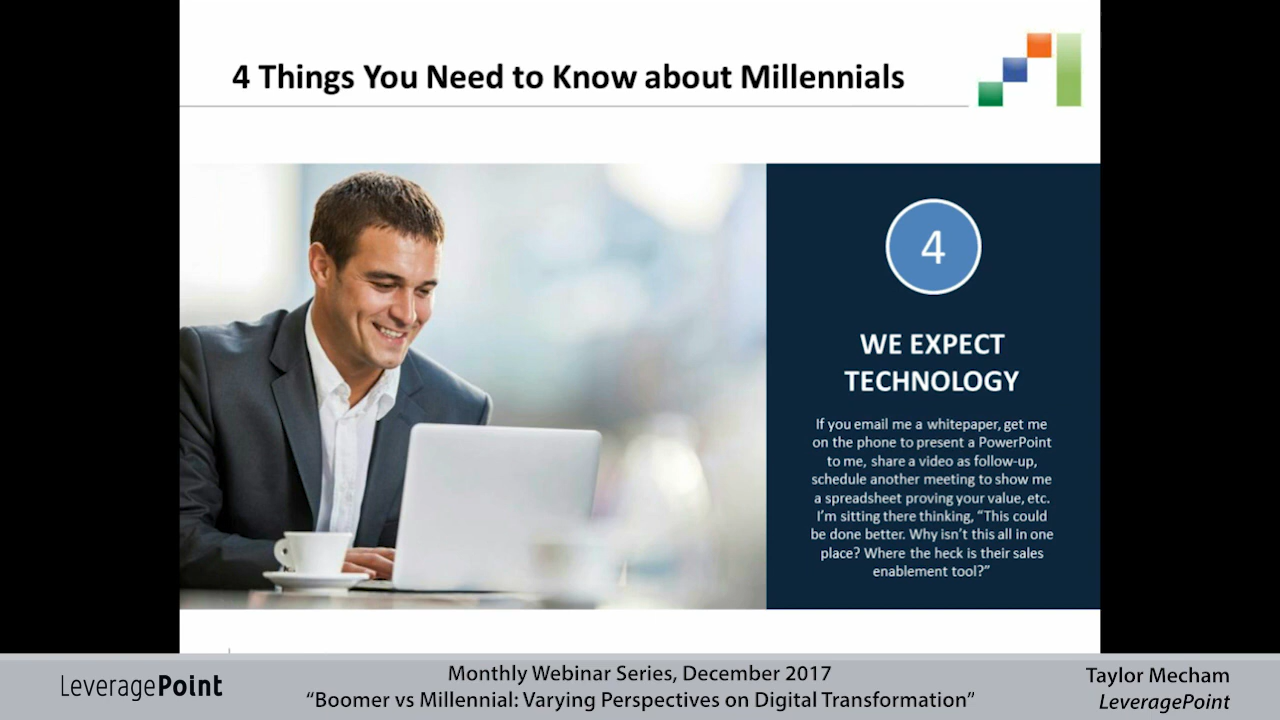 4 Things You Need to Know about Millennials
4
WE EXPECT
TECHNOLOGY
If you email me a whitepaper, get me
on the phone to present a PowerPoint
to me, share a video as follow-up,
schedule another meeting to show me
a spreadsheet proving your value, etc.
I’m sitting there thinking, “This could
be done better. Why isn’t this all in one
place? Where the heck is their sales
enablement tool?”
LeveragePoint
Monthly Webinar Series, December 2017
“Boomer vs Millennial: Varying Perspectives on Digital Transformation”
Taylor Mecham
LeveragePoint